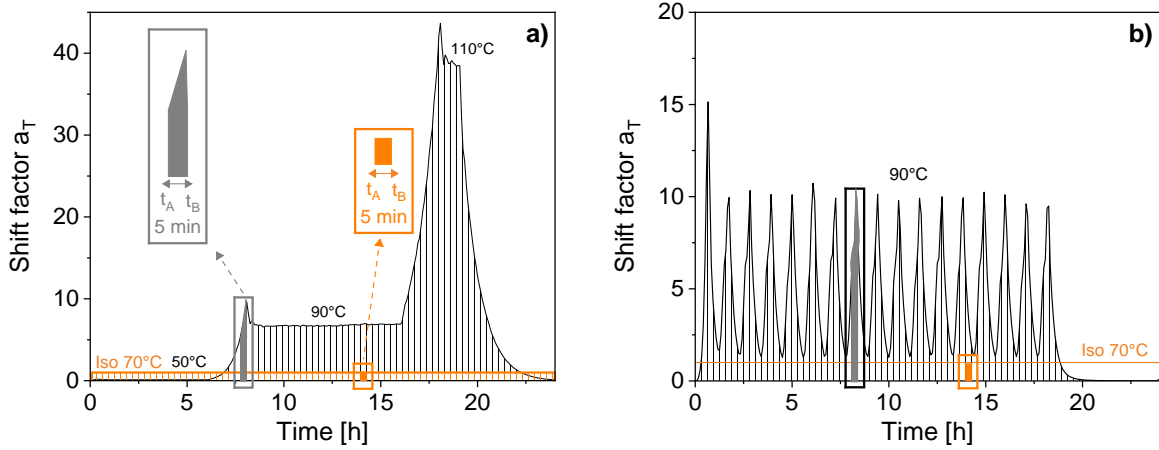 a)
Shift factor a_T
40
30
20
10
0
0
5
10
15
20
Time [h]
t_A t_B
5 min
t_A t_B
5 min
110°C
90°C
Iso 70°C
50°C
b)
Shift factor a_T
20
15
10
5
0
0
5
10
15
20
Time [h]
90°C
Iso 70°C